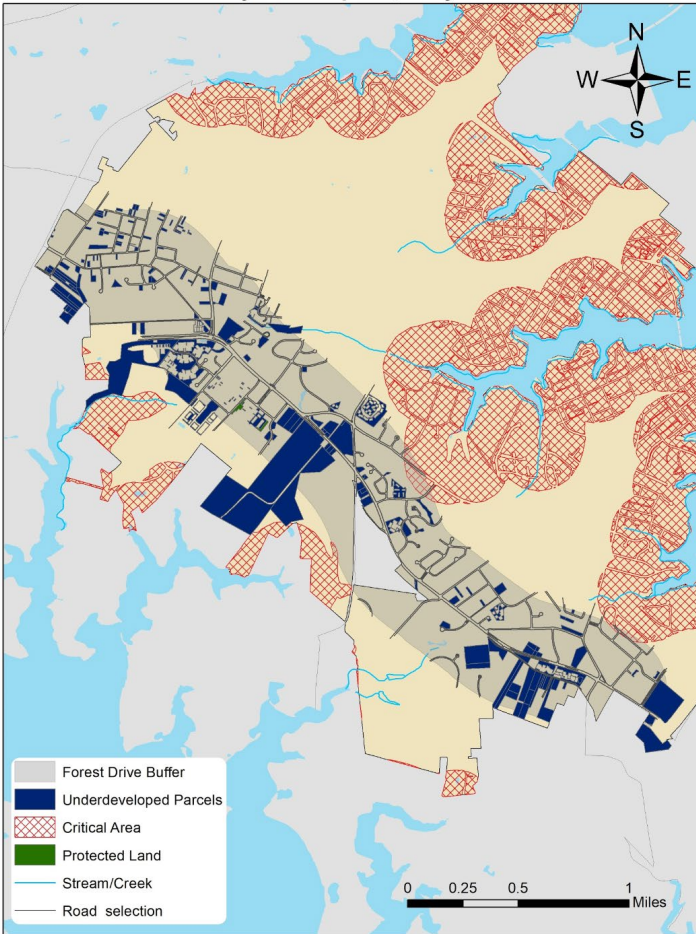 N
W E
S
Forest Drive Buffer
Underdeveloped Parcels
Critical Area
Protected Land
Stream/Creek
Road selection
0 0.25 0.5 1
Miles